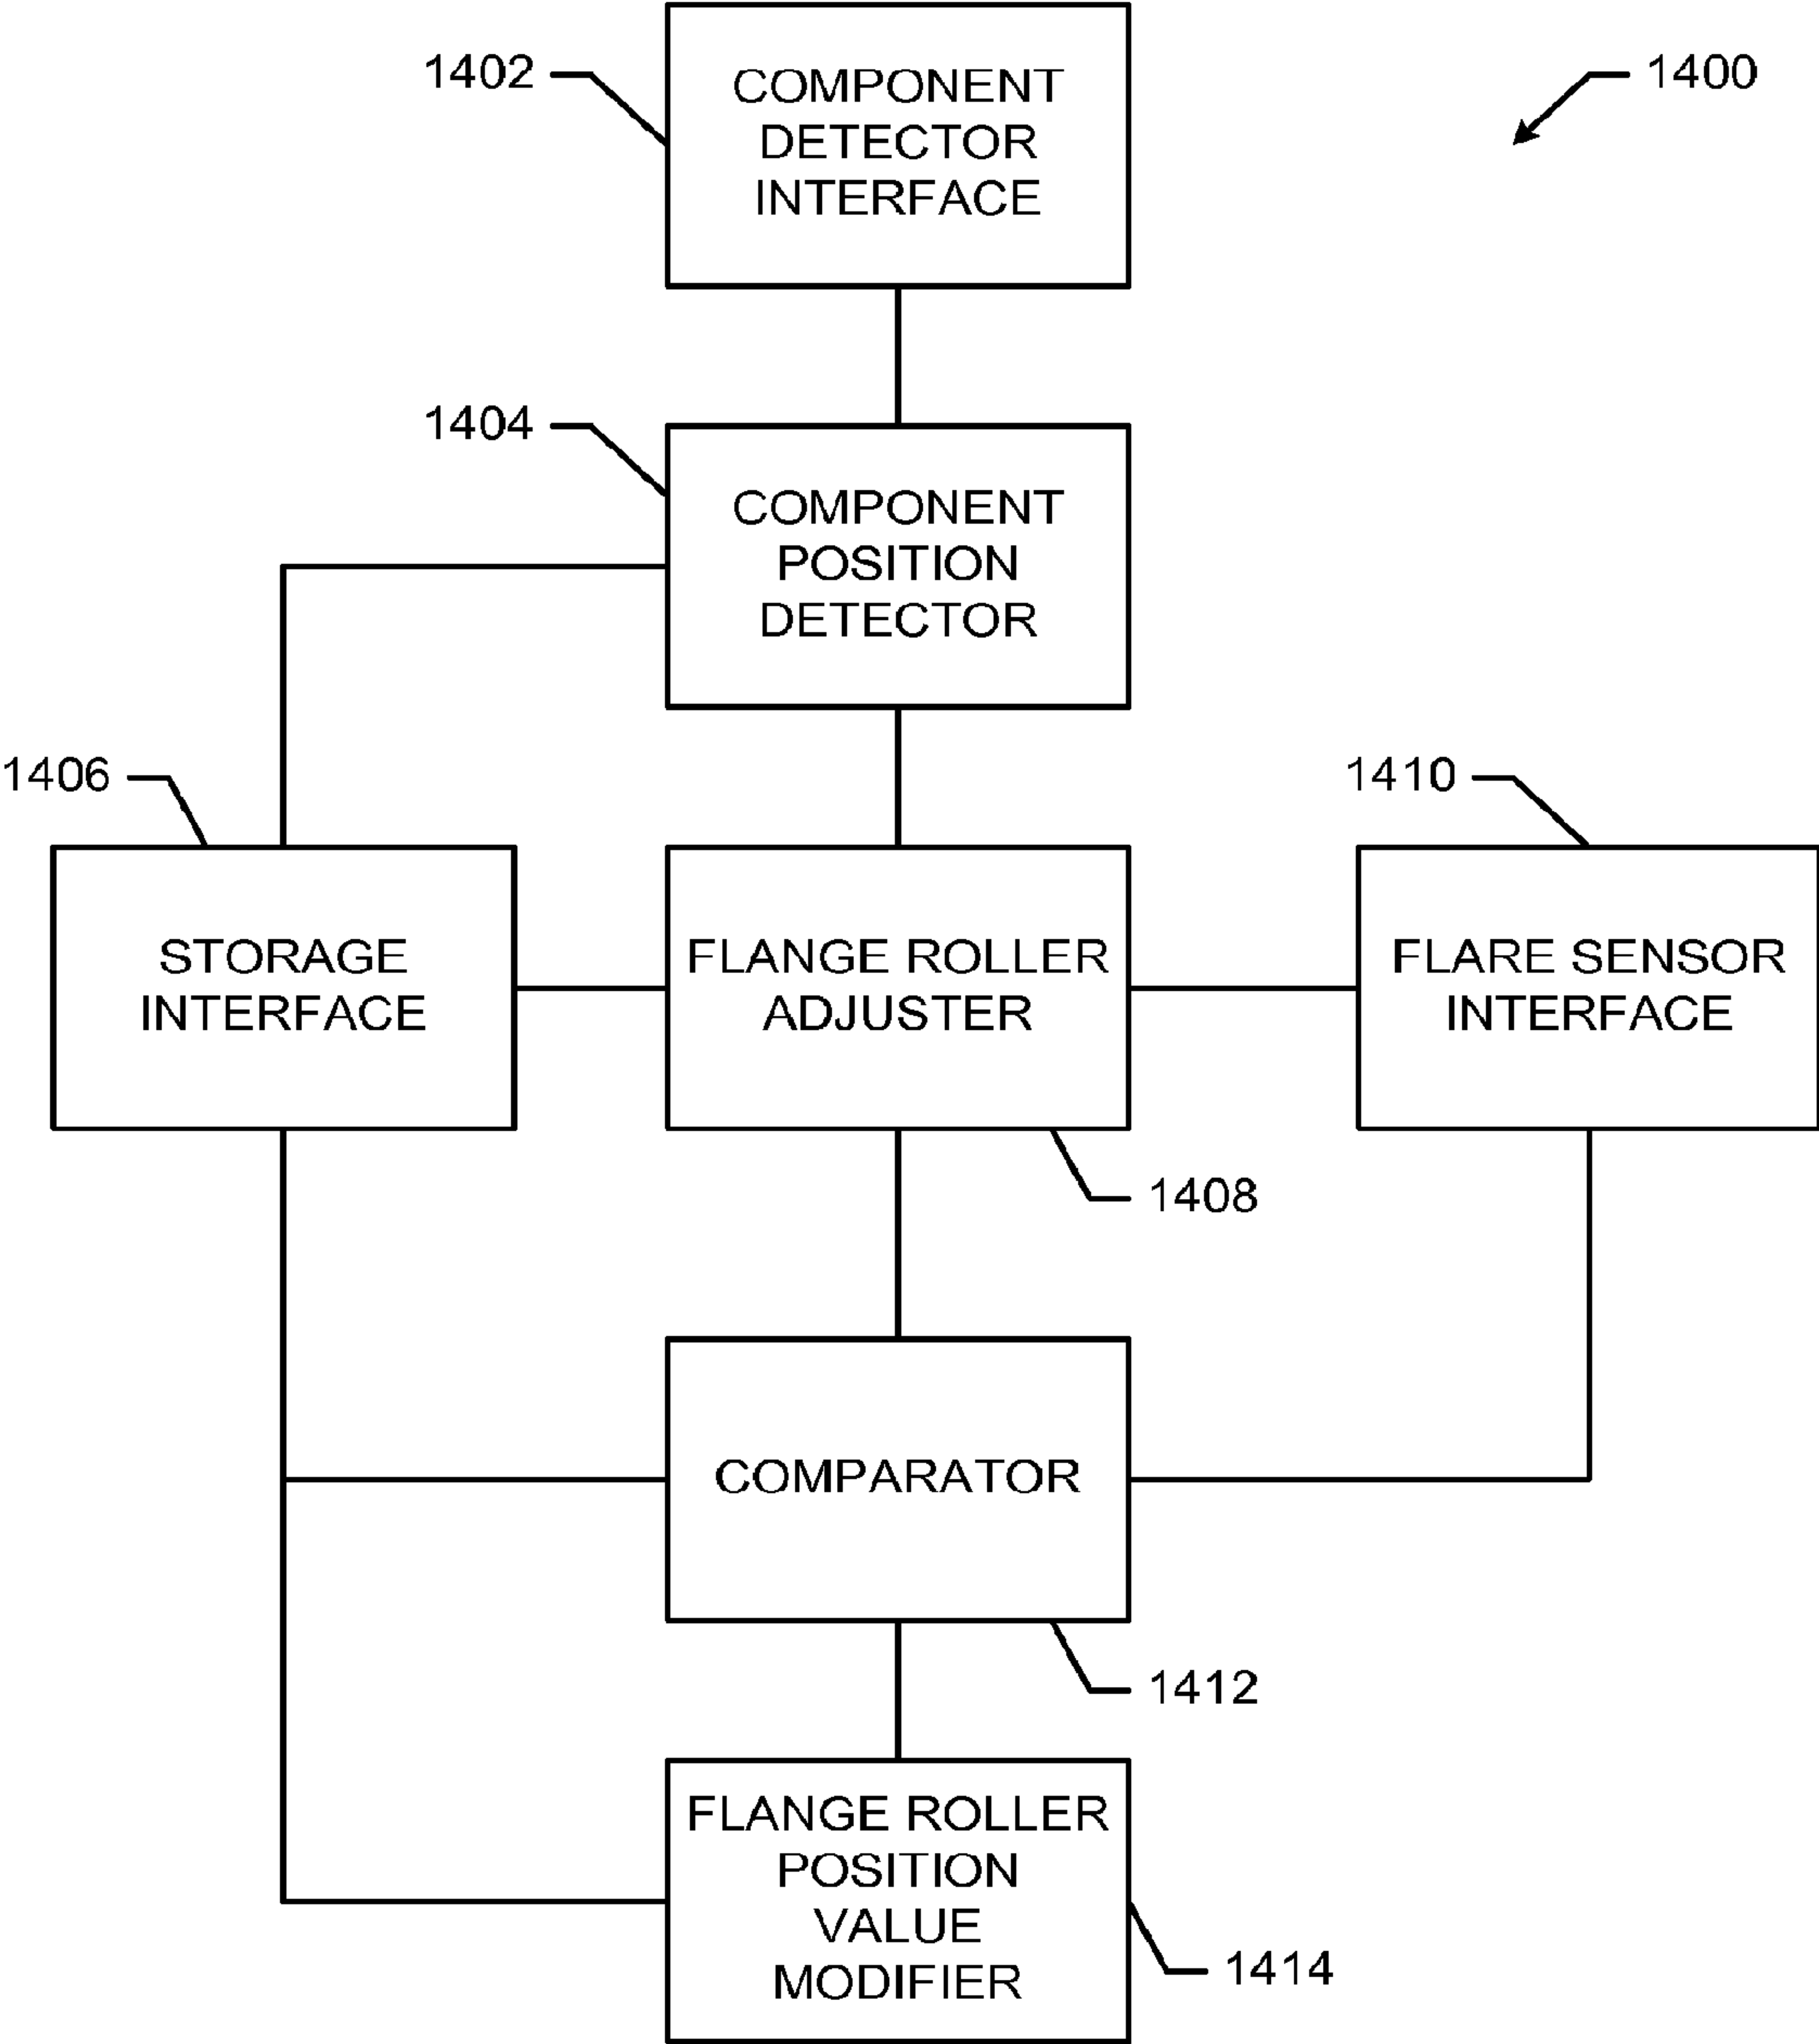 1402
COMPONENT
DETECTOR
INTERFACE
1400
1404
COMPONENT
POSITION
DETECTOR
1406
1410
STORAGE
INTERFACE
FLANGE ROLLER
ADJUSTER
FLARE SENSOR
INTERFACE
1408
COMPARATOR
1412
FLANGE ROLLER
POSITION
VALUE
MODIFIER
1414